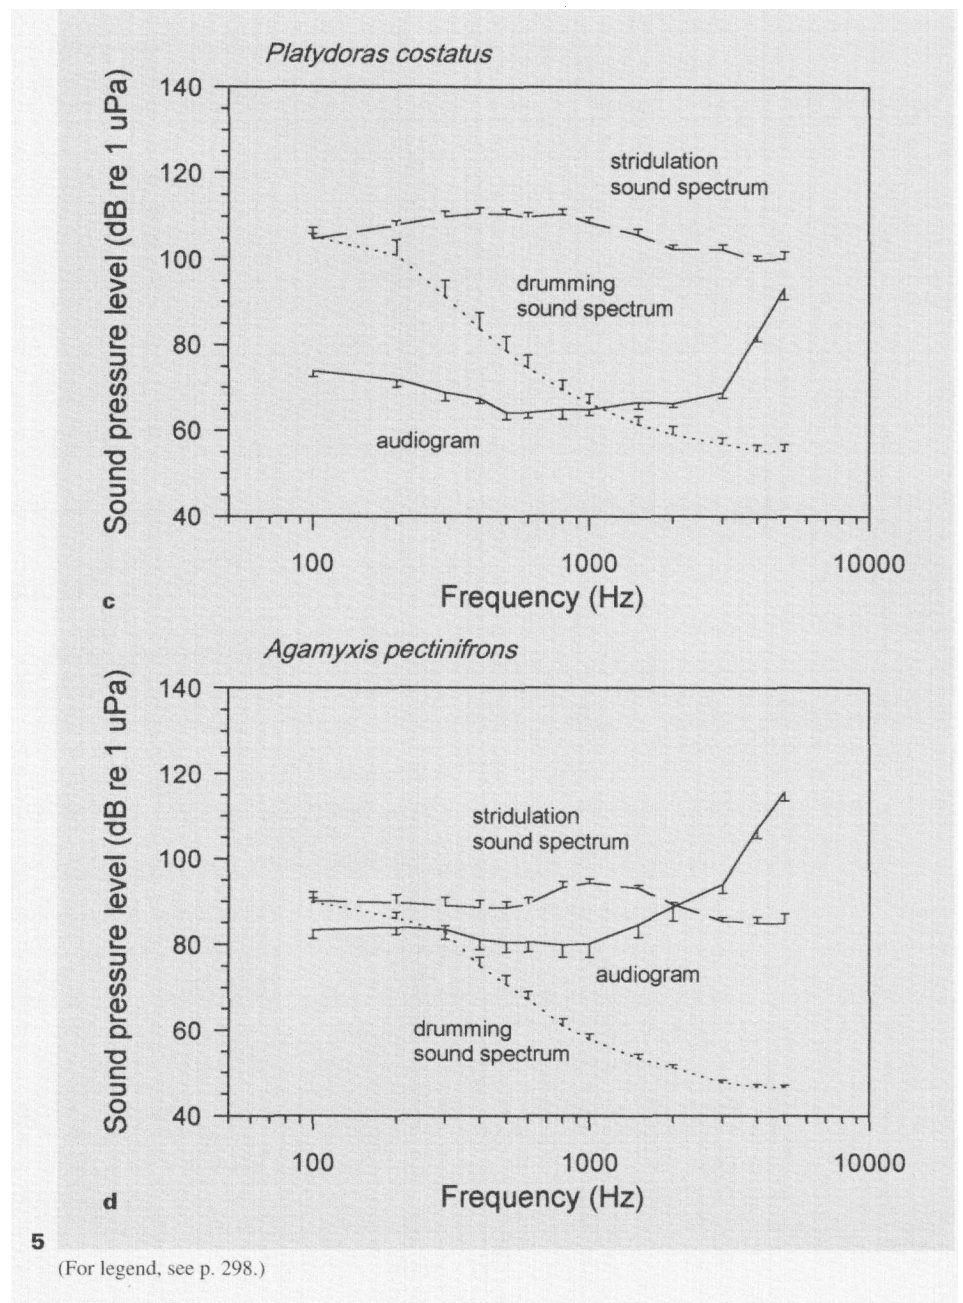 Platydoras costatus
Sound pressure level (dB re 1 uPa)
140
120
100
80
60
40
stridulation
sound spectrum
drumming
sound spectrum
audiogram
100
1000
10000
Frequency (Hz)
c
Agamyxis pectinifrons
Sound pressure level (dB re 1 uPa)
140
120
100
80
60
40
stridulation
sound spectrum
audiogram
drumming
sound spectrum
100
1000
10000
Frequency (Hz)
d
5
(For legend, see p. 298.)